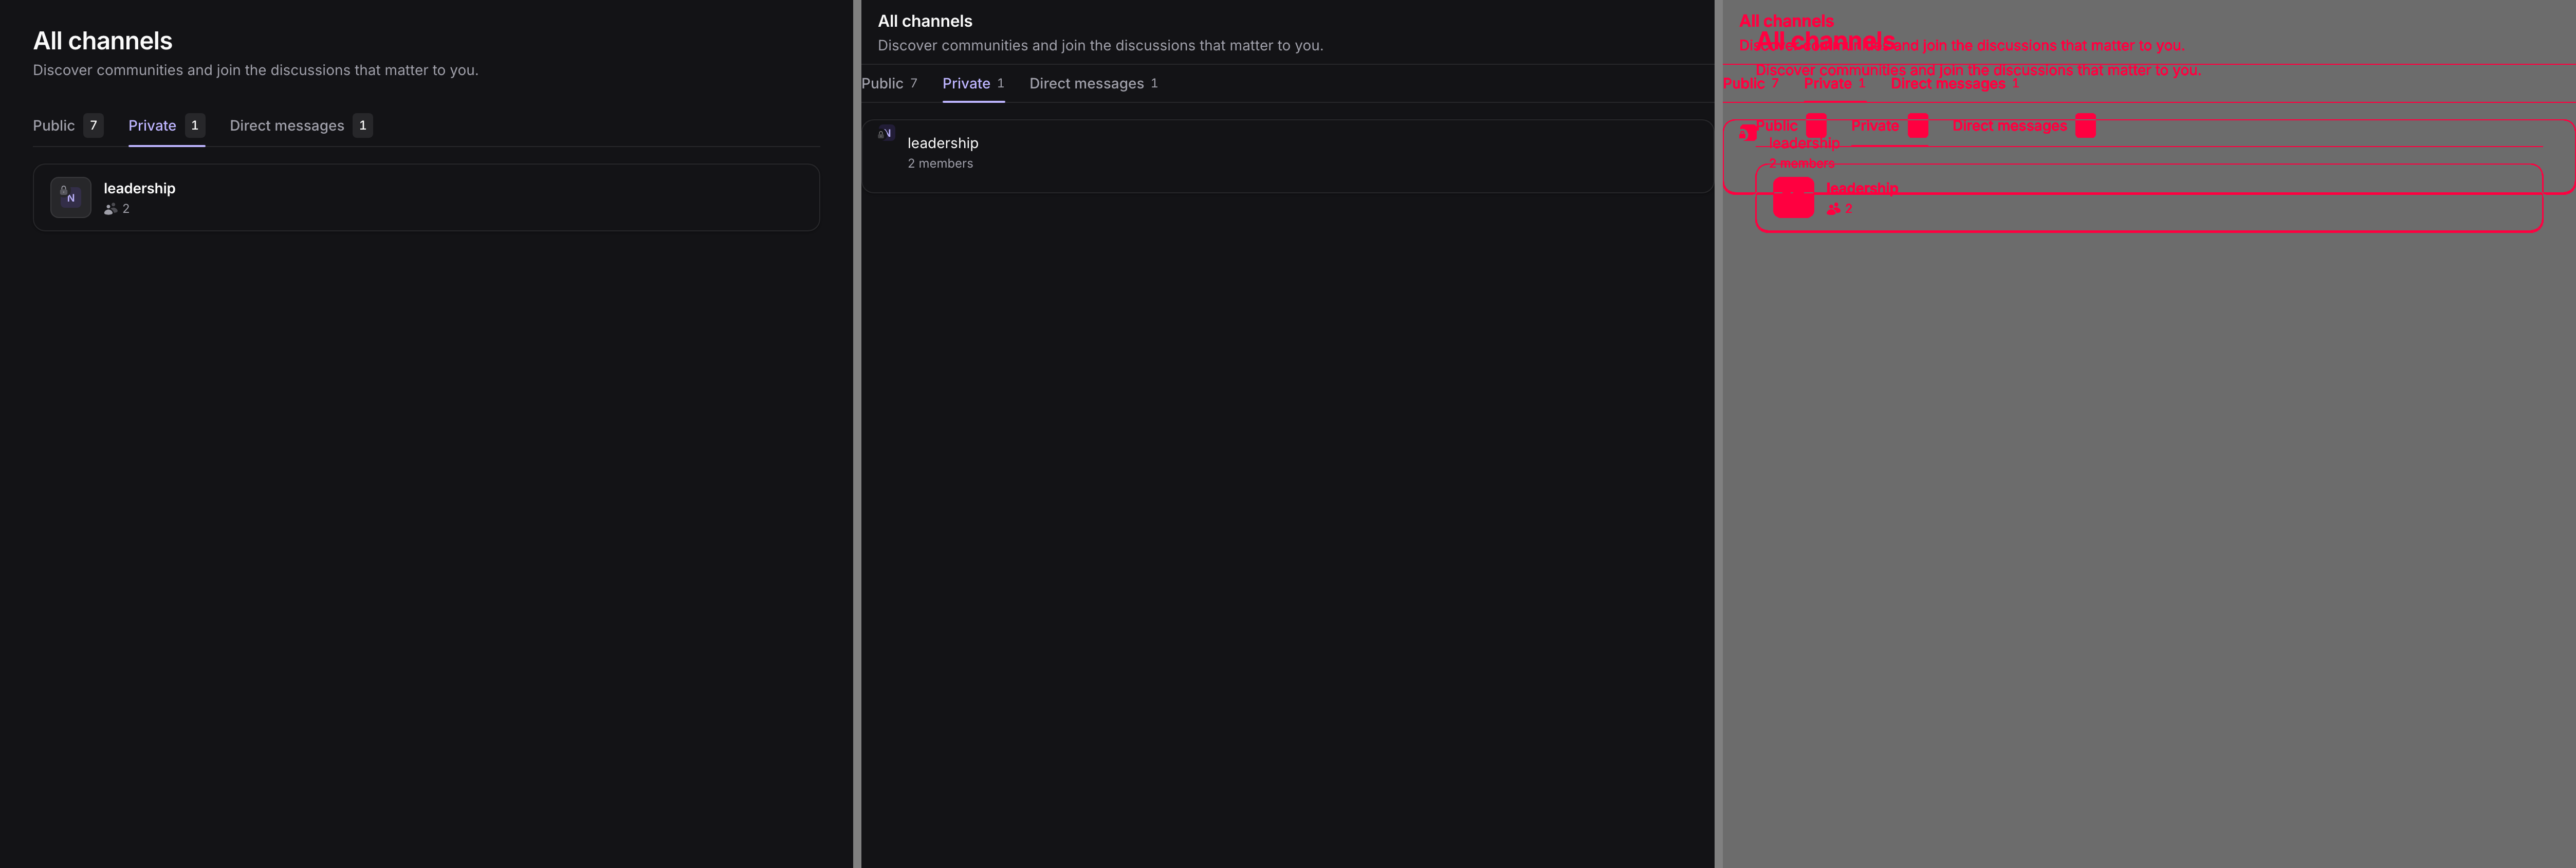 All channels
Discover communities and join the discussions that matter to you.
Public 7 Private 1 Direct messages 1
N
leadership
2
All channels
Discover communities and join the discussions that matter to you.
Public 7 Private 1 Direct messages 1
leadership
2 members
All channels
Discover communities and join the discussions that matter to you.
All channels
Discover communities and join the discussions that matter to you.
Public 7 Private 1 Direct messages 1
Public Private Direct messages
leadership
2 members
leadership
2